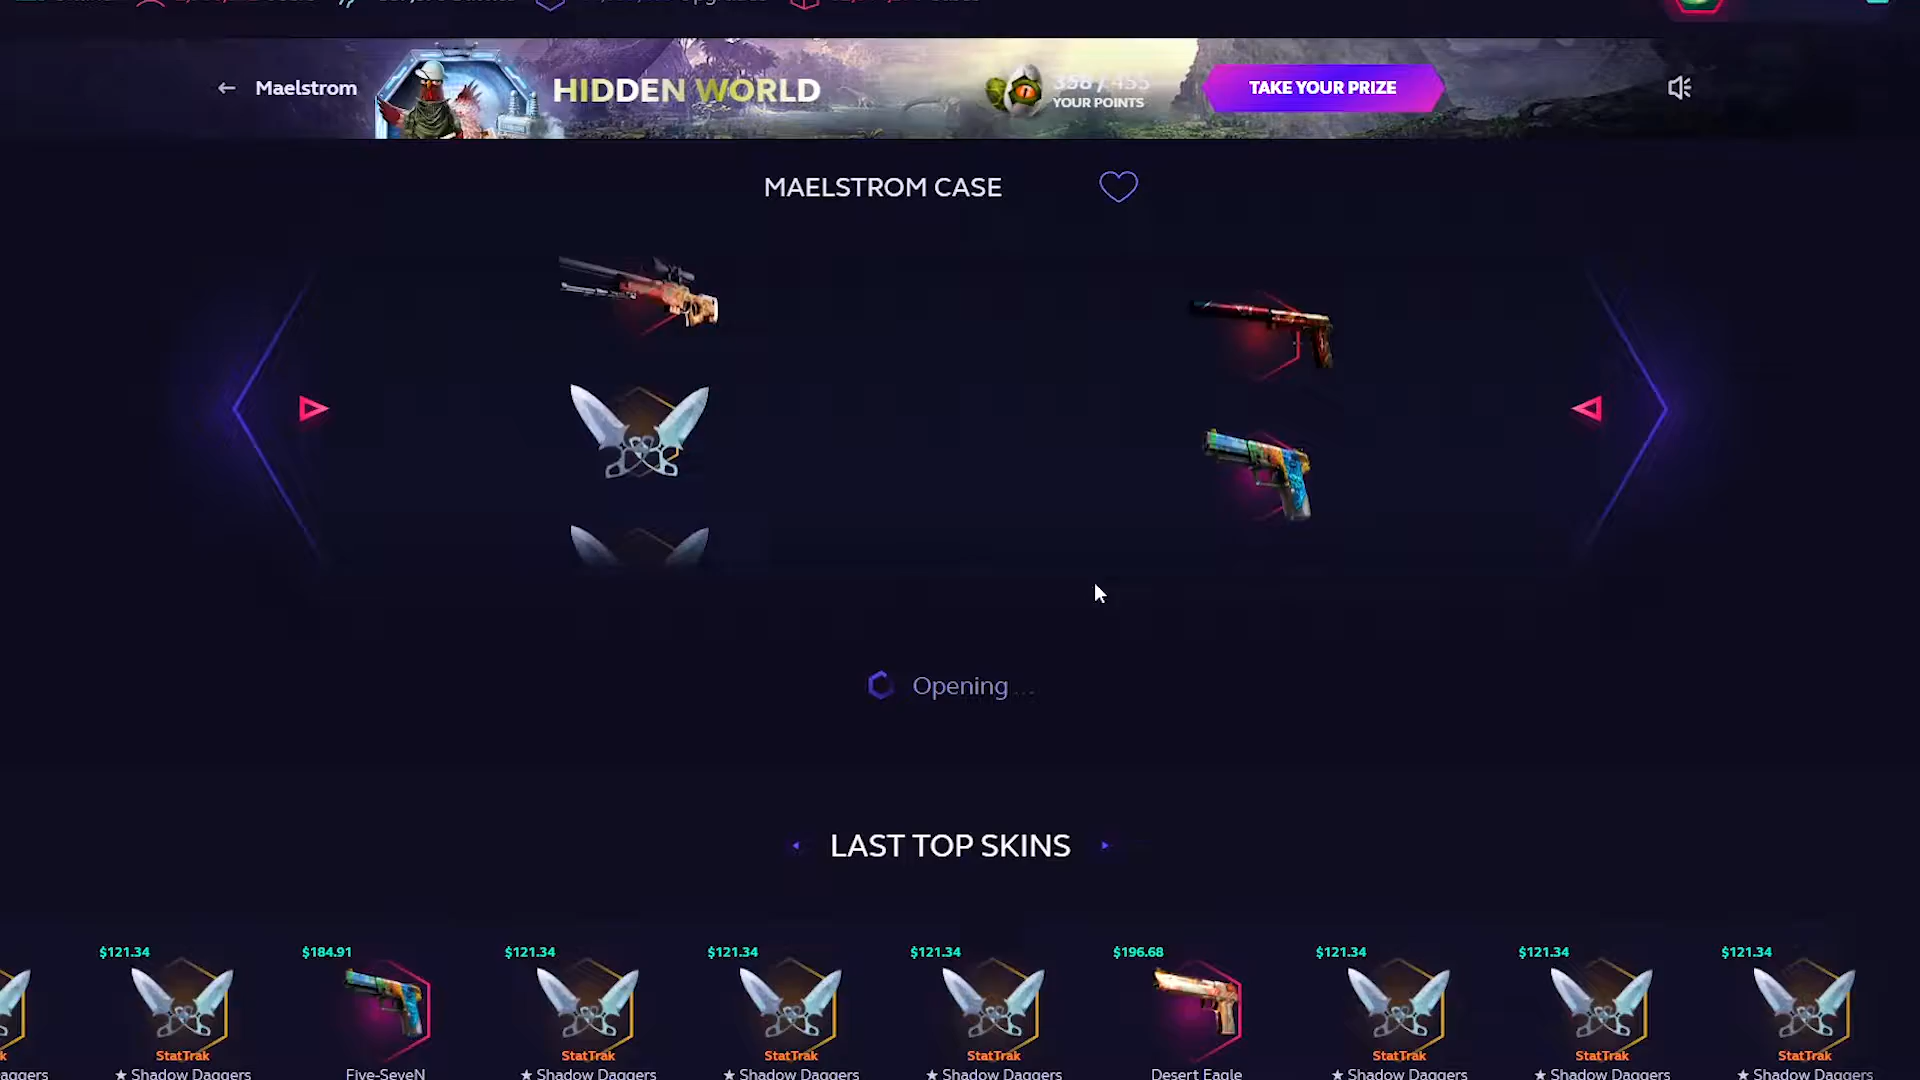 Maelstrom
HIDDEN WORLD
YOUR POINTS
TAKE YOUR PRIZE
MAELSTROM CASE
Opening ...
LAST TOP SKINS
$121.34
$184.91
$121.34
$121.34
$121.34
$196.68
$121.34
$121.34
$121.34
StatTrak
StatTrak
StatTrak
StatTrak
StatTrak
StatTrak
StatTrak
★ Shadow Daggers
Five-SeveN
★ Shadow Daggers
★ Shadow Daggers
★ Shadow Daggers
Desert Eagle
★ Shadow Daggers
★ Shadow Daggers
★ Shadow Daggers